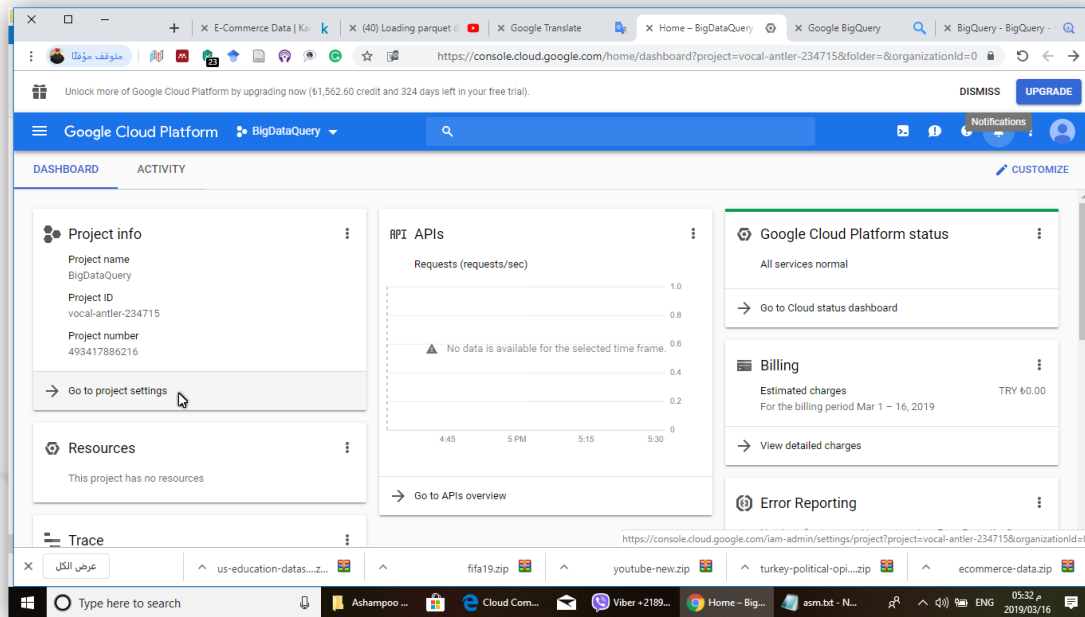 E-Commerce Data | Ka
(40) Loading parquet d
Google Translate
Home – BigDataQuery
Google BigQuery
BigQuery - BigQuery -
متوقف مؤقتًا
23
https://console.cloud.google.com/home/dashboard?project=vocal-antler-234715&folder=&organizationId=0
Unlock more of Google Cloud Platform by upgrading now (₺1,562.60 credit and 324 days left in your free trial).
DISMISS
UPGRADE
Google Cloud Platform
BigDataQuery
Notifications
DASHBOARD
ACTIVITY
CUSTOMIZE
Project info
Project name
BigDataQuery
Project ID
vocal-antler-234715
Project number
493417886216
Go to project settings
Resources
This project has no resources
Trace
API APIs
Requests (requests/sec)
1.0
0.8
0.6
No data is available for the selected time frame.
0.4
0.2
0
4:45 5 PM 5:15 5:30
Go to APIs overview
Google Cloud Platform status
All services normal
Go to Cloud status dashboard
Billing
Estimated charges
TRY ₺0.00
For the billing period Mar 1 – 16, 2019
View detailed charges
Error Reporting
https://console.cloud.google.com/iam-admin/settings/project?project=vocal-antler-234715&organizationId=0
عرض الكل
us-education-datas....z...
fifa19.zip
youtube-new.zip
turkey-political-opi....zip
ecommerce-data.zip
Type here to search
Ashampoo ...
Cloud Com...
Viber +2189...
Home – Big...
asm.txt - N...
ENG
05:32 م
2019/03/16